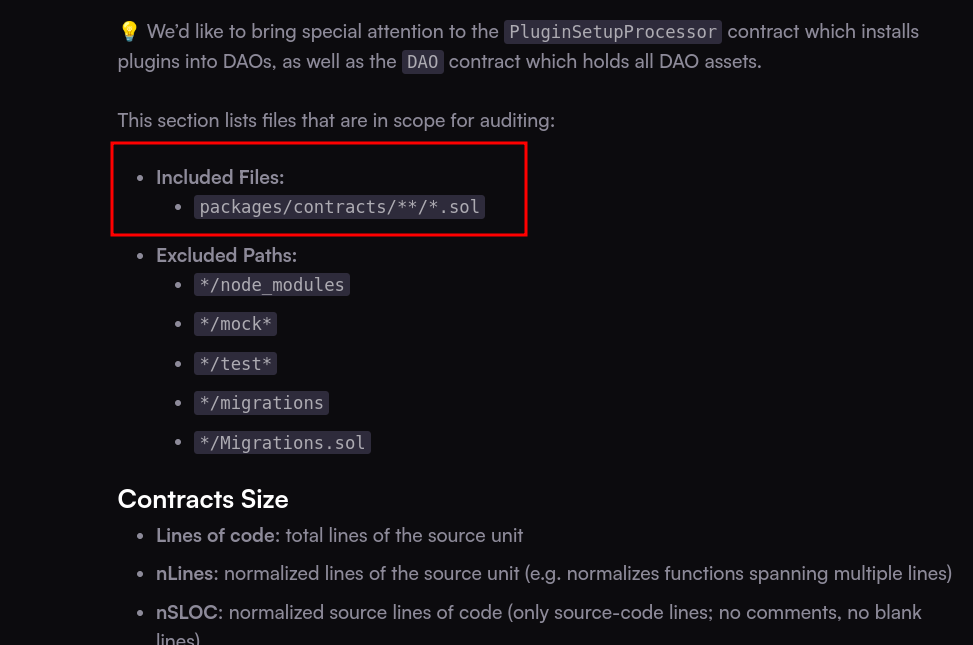 💡 We’d like to bring special attention to the PluginSetupProcessor contract which installs
plugins into DAOs, as well as the DAO contract which holds all DAO assets.
This section lists files that are in scope for auditing:
• Included Files:
• packages/contracts/**/*.sol
• Excluded Paths:
• */node_modules
• */mock*
• */test*
• */migrations
• */Migrations.sol
Contracts Size
• Lines of code: total lines of the source unit
• nLines: normalized lines of the source unit (e.g. normalizes functions spanning multiple lines)
• nSLOC: normalized source lines of code (only source-code lines; no comments, no blank
lines)